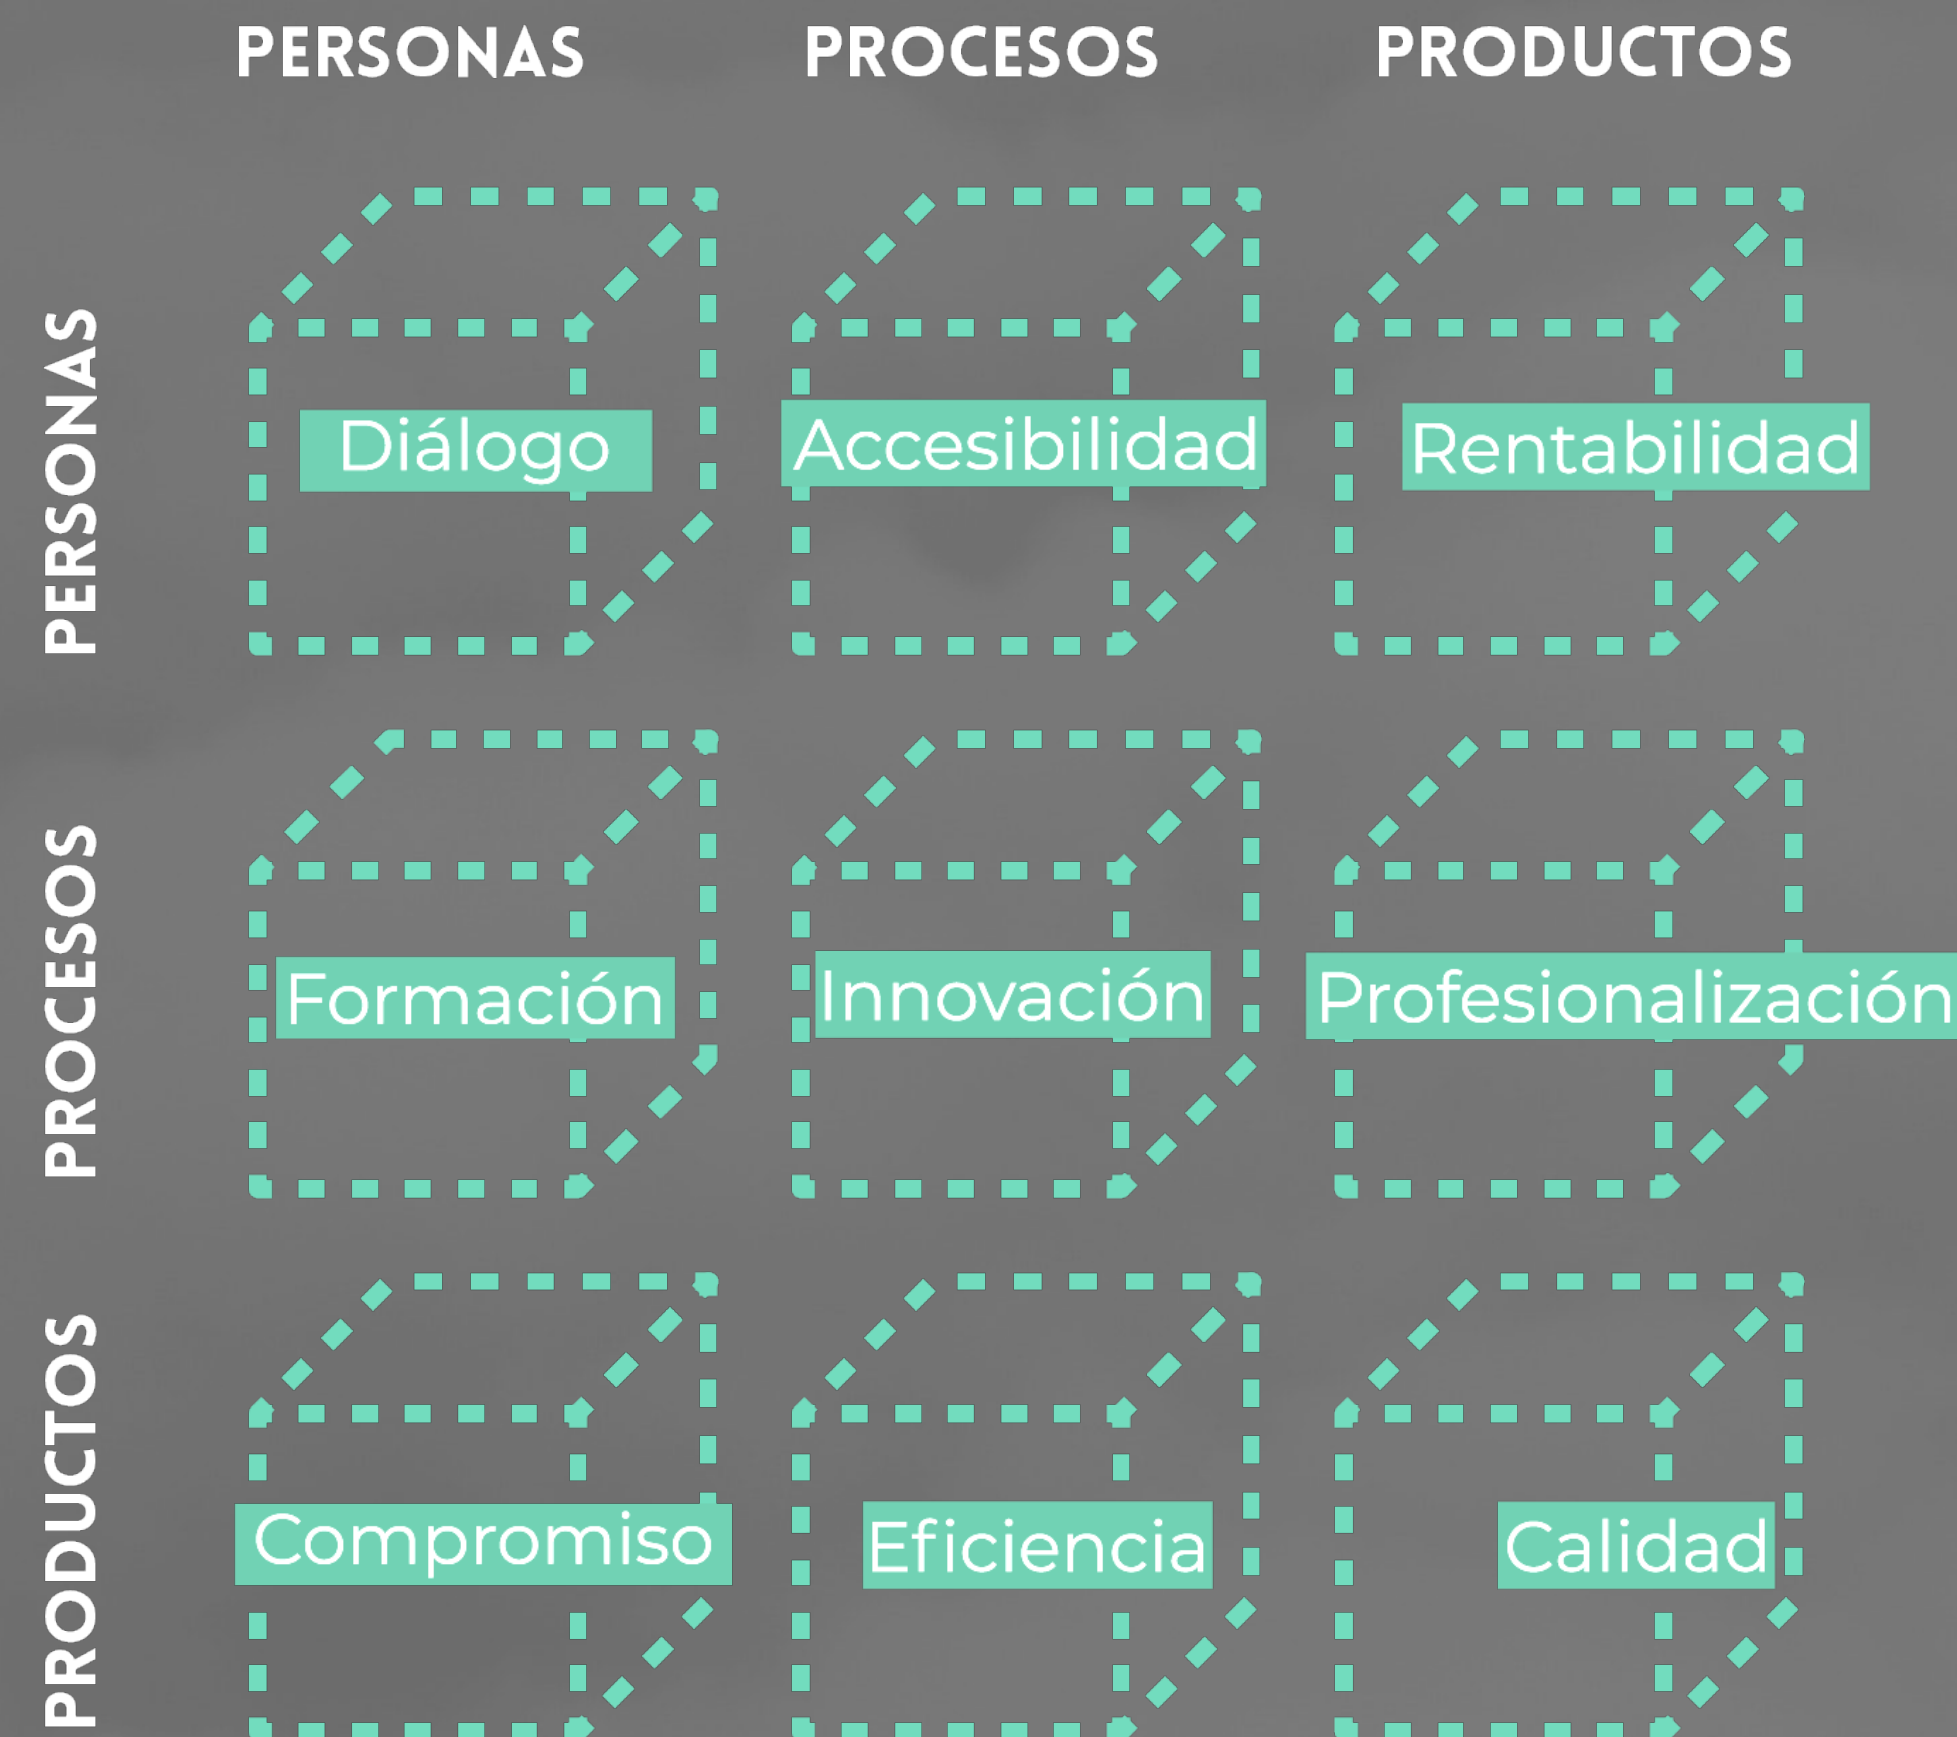 PERSONAS PROCESOS PRODUCTOS
PERSONAS
Diálogo Accesibilidad Rentabilidad
PROCESOS
Formación Innovación Profesionalización
PRODUCTOS
Compromiso Eficiencia Calidad